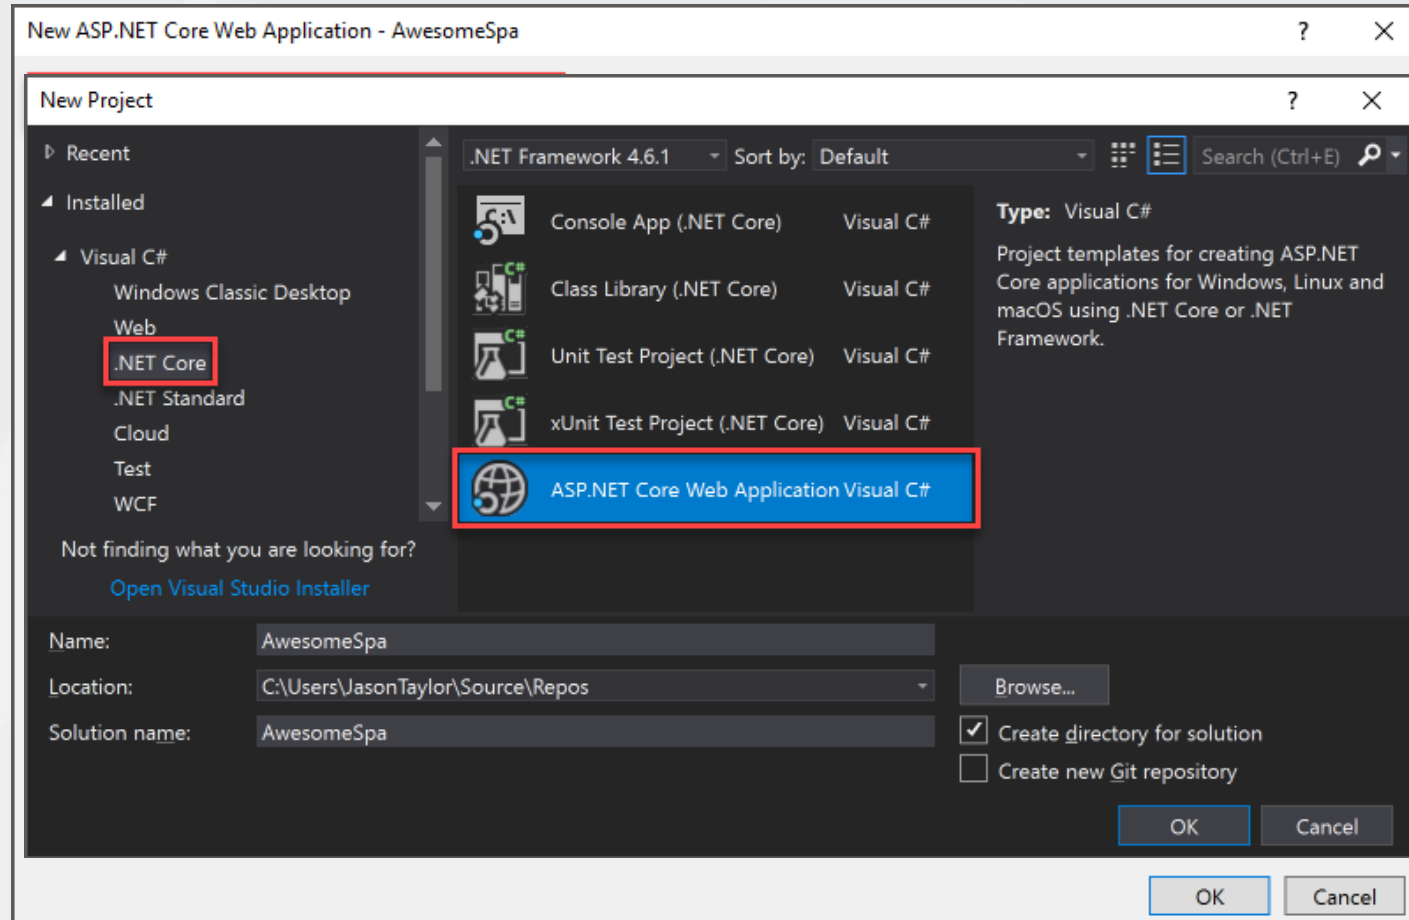 New ASP.NET Core Web Application - AwesomeSpa
?
New Project
?
Recent
Installed
Visual C#
Windows Classic Desktop
Web
.NET Core
.NET Standard
Cloud
Test
WCF
Not finding what you are looking for?
Open Visual Studio Installer
.NET Framework 4.6.1 Sort by: Default
Search (Ctrl+E)
C:\
Console App (.NET Core) Visual C#
C#
Class Library (.NET Core) Visual C#
C#
Unit Test Project (.NET Core) Visual C#
C#
xUnit Test Project (.NET Core) Visual C#
ASP.NET Core Web Application Visual C#
Type: Visual C#
Project templates for creating ASP.NET
Core applications for Windows, Linux and
macOS using .NET Core or .NET
Framework.
Name: AwesomeSpa
Location: C:\Users\JasonTaylor\Source\Repos
Browse...
Solution name: AwesomeSpa
Create directory for solution
Create new Git repository
OK Cancel
OK Cancel